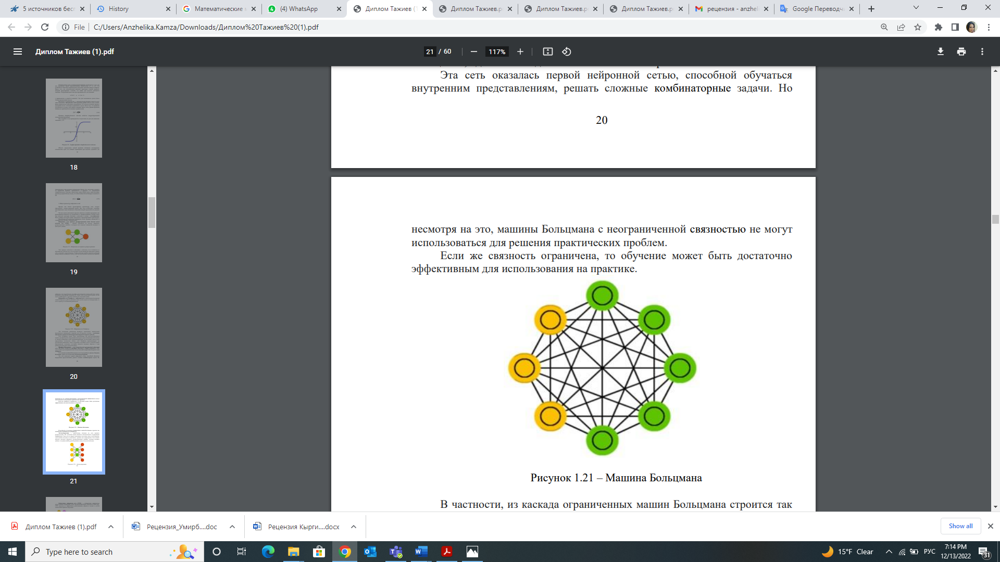 5 источников бесп
History
Математические
(4) WhatsApp
Диплом Тажиев (1
Диплом Тажиев.p
Диплом Тажиев.p
Диплом Тажиев.p
рецензия - anzhel
Google Переводч
File
C:/Users/Anzhelika.Kamza/Downloads/Диплом%20Тажиев%20(1).pdf
Диплом Тажиев (1).pdf
21 / 60
117%
18
19
20
21
Эта сеть оказалась первой нейронной сетью, способной обучаться
внутренним представлениям, решать сложные комбинаторные задачи. Но
20
несмотря на это, машины Больцмана с неограниченной связностью не могут
использоваться для решения практических проблем.
Если же связность ограничена, то обучение может быть достаточно
эффективным для использования на практике.
Рисунок 1.21 – Машина Больцмана
В частности, из каскада ограниченных машин Больцмана строится так
Диплом Тажиев (1).pdf
Рецензия_Умирб....doc
Рецензия Кырги....docx
Show all
Type here to search
15°F Clear
РУС
7:14 PM
12/13/2022
31